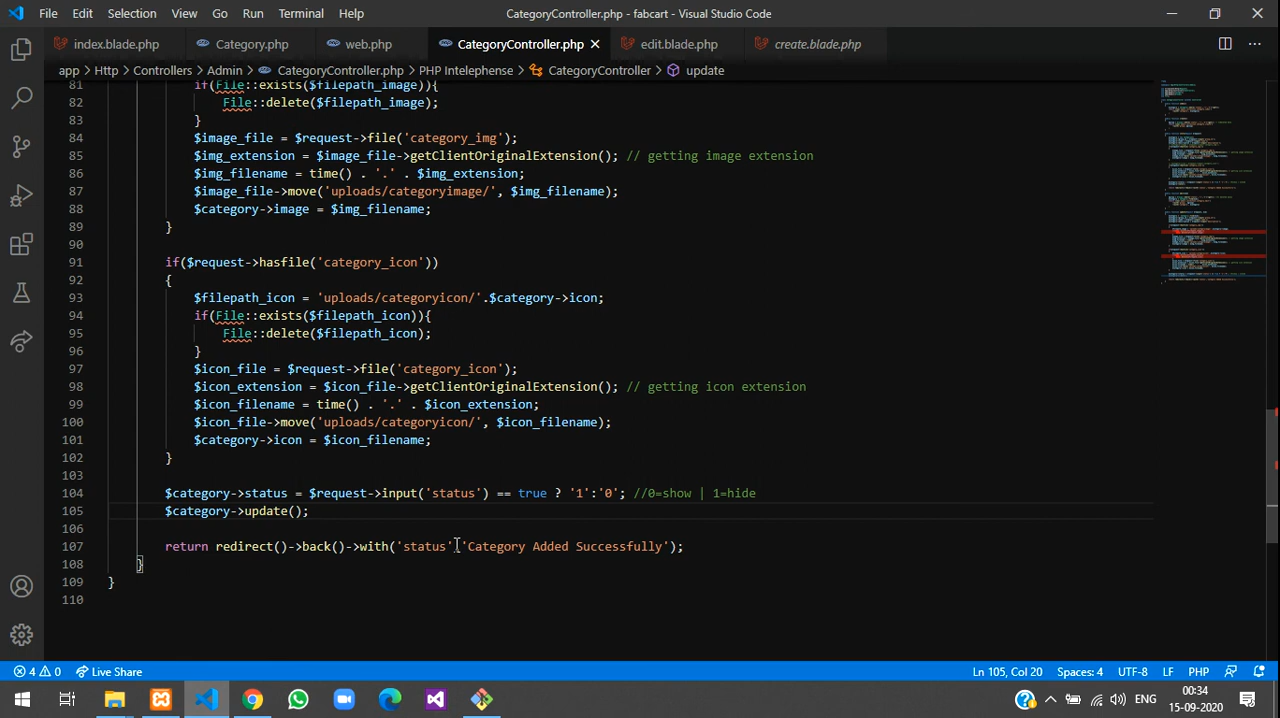 File Edit Selection View Go Run Terminal Help CategoryController.php - fabcart - Visual Studio Code
index.blade.php Category.php web.php CategoryController.php edit.blade.php create.blade.php
app > Http > Controllers > Admin > CategoryController.php > PHP Intelephense > CategoryController > update
81 if(File::exists($filepath_image)){
82 File::delete($filepath_image);
83 }
84 $image_file = $request->file('category_img');
85 $img_extension = $image_file->getClientOriginalExtension(); // getting image extension
86 $img_filename = time() . '.' . $img_extension;
87 $image_file->move('uploads/categoryimage/', $img_filename);
88 $category->image = $img_filename;
89 }
90
91 if($request->hasfile('category_icon'))
92 {
93 $filepath_icon = 'uploads/categoryicon/'.$category->icon;
94 if(File::exists($filepath_icon)){
95 File::delete($filepath_icon);
96 }
97 $icon_file = $request->file('category_icon');
98 $icon_extension = $icon_file->getClientOriginalExtension(); // getting icon extension
99 $icon_filename = time() . '.' . $icon_extension;
100 $icon_file->move('uploads/categoryicon/', $icon_filename);
101 $category->icon = $icon_filename;
102 }
103
104 $category->status = $request->input('status') == true ? '1':'0'; //0=show | 1=hide
105 $category->update();
106
107 return redirect()->back()->with('status','Category Added Successfully');
108 }
109 }
110
4 0 Live Share Ln 105, Col 20 Spaces: 4 UTF-8 LF PHP
ENG 00:34
15-09-2020